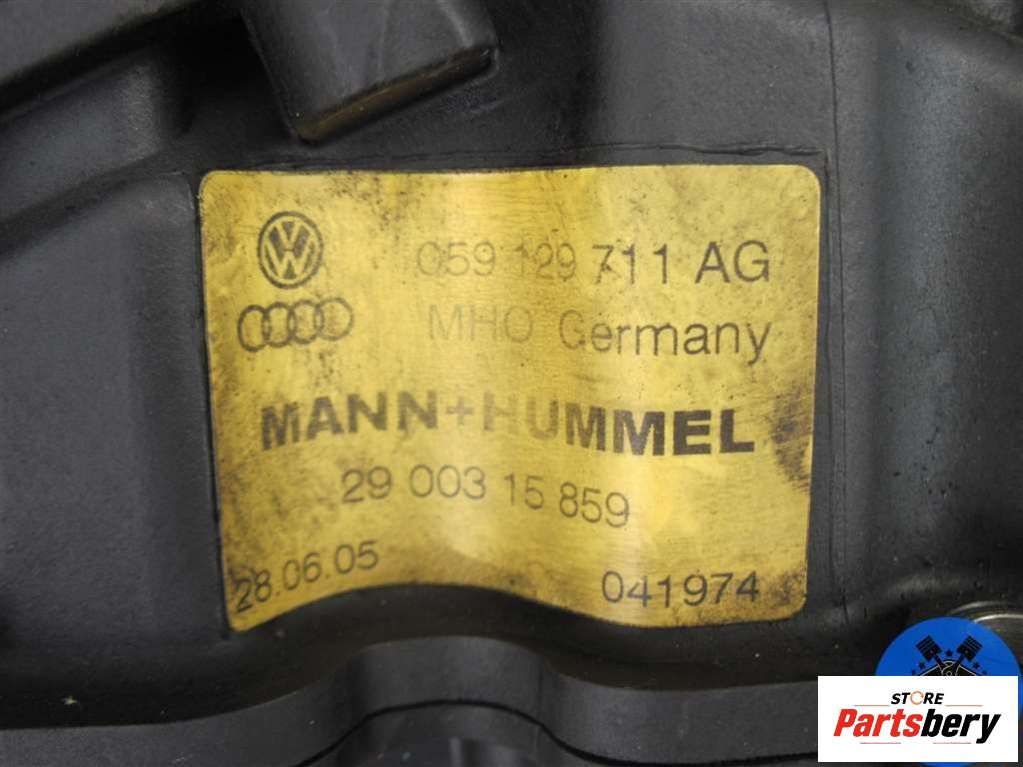 059 129 711 AG
MHO Germany
MANN+HUMMEL
29 003 15 859
28.06.05
041974
STORE
Partsbery